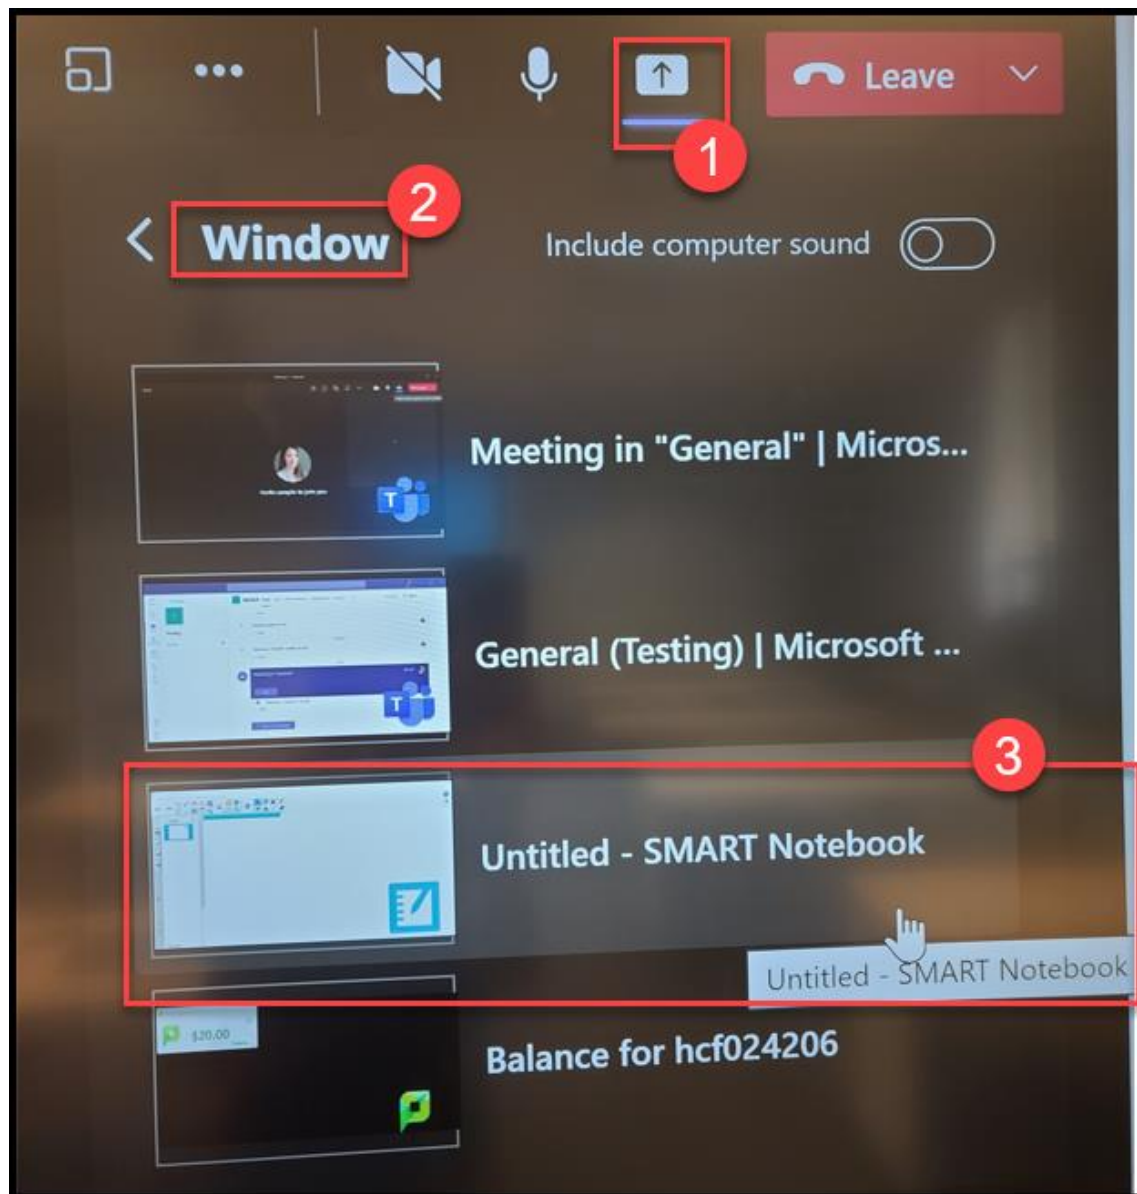 Leave
1
2
Window
Include computer sound
Meeting in "General" | Micros...
General (Testing) | Microsoft ...
3
Untitled - SMART Notebook
Untitled - SMART Notebook
$20.00
Balance for hcf024206